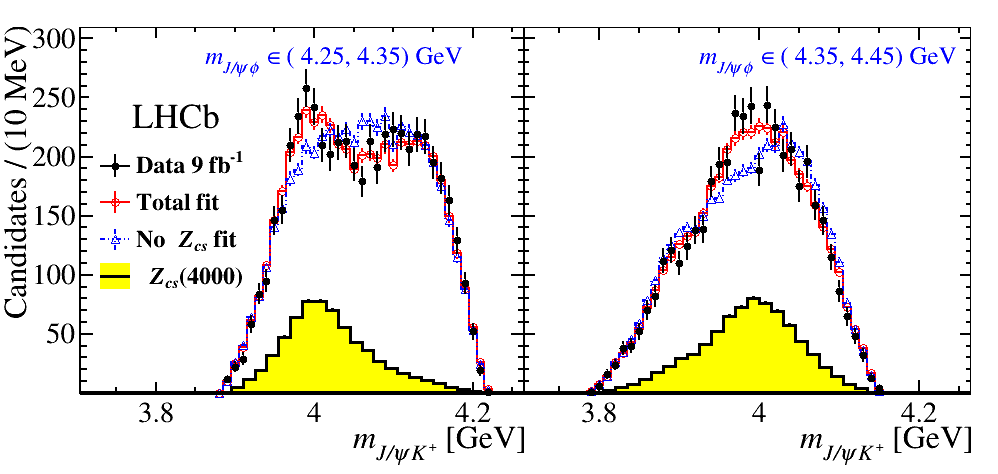 m_{J/ψφ} ∈ ( 4.25, 4.35) GeV
m_{J/ψφ} ∈ ( 4.35, 4.45) GeV
Candidates / (10 MeV)
300
250
200
150
100
50
LHCb
Data 9 fb⁻¹
Total fit
No Z_{cs} fit
Z_{cs}(4000)
3.8 4 4.2
3.8 4 4.2
m_{J/ψK⁺} [GeV]
m_{J/ψK⁺} [GeV]